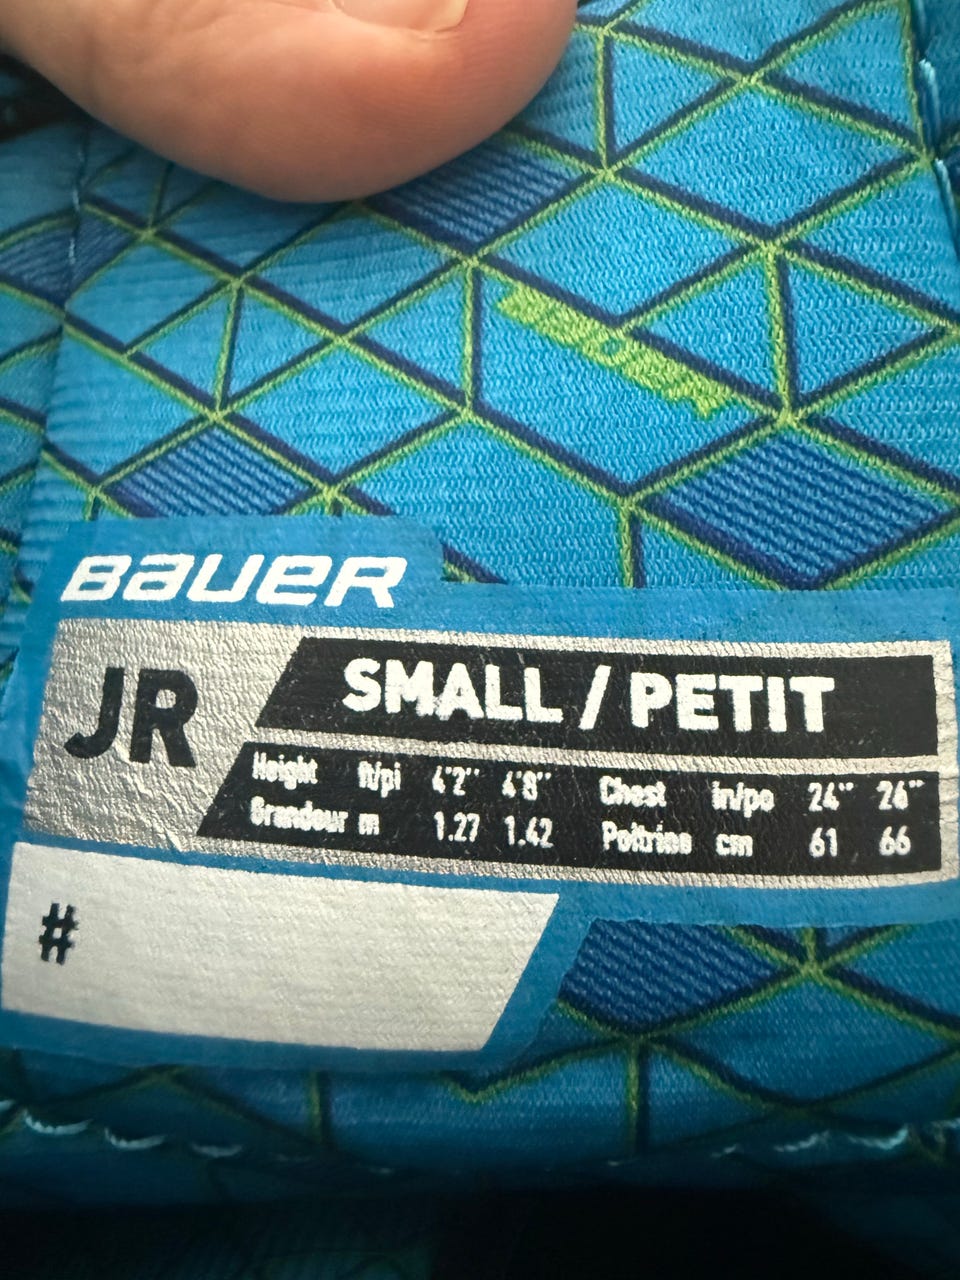 BAUER
JR
SMALL / PETIT
Height ft/pi 4'2" 4'8" Chest in/po 24" 26"
Grandeur m 1.27 1.42 Poitrine cm 61 66
#